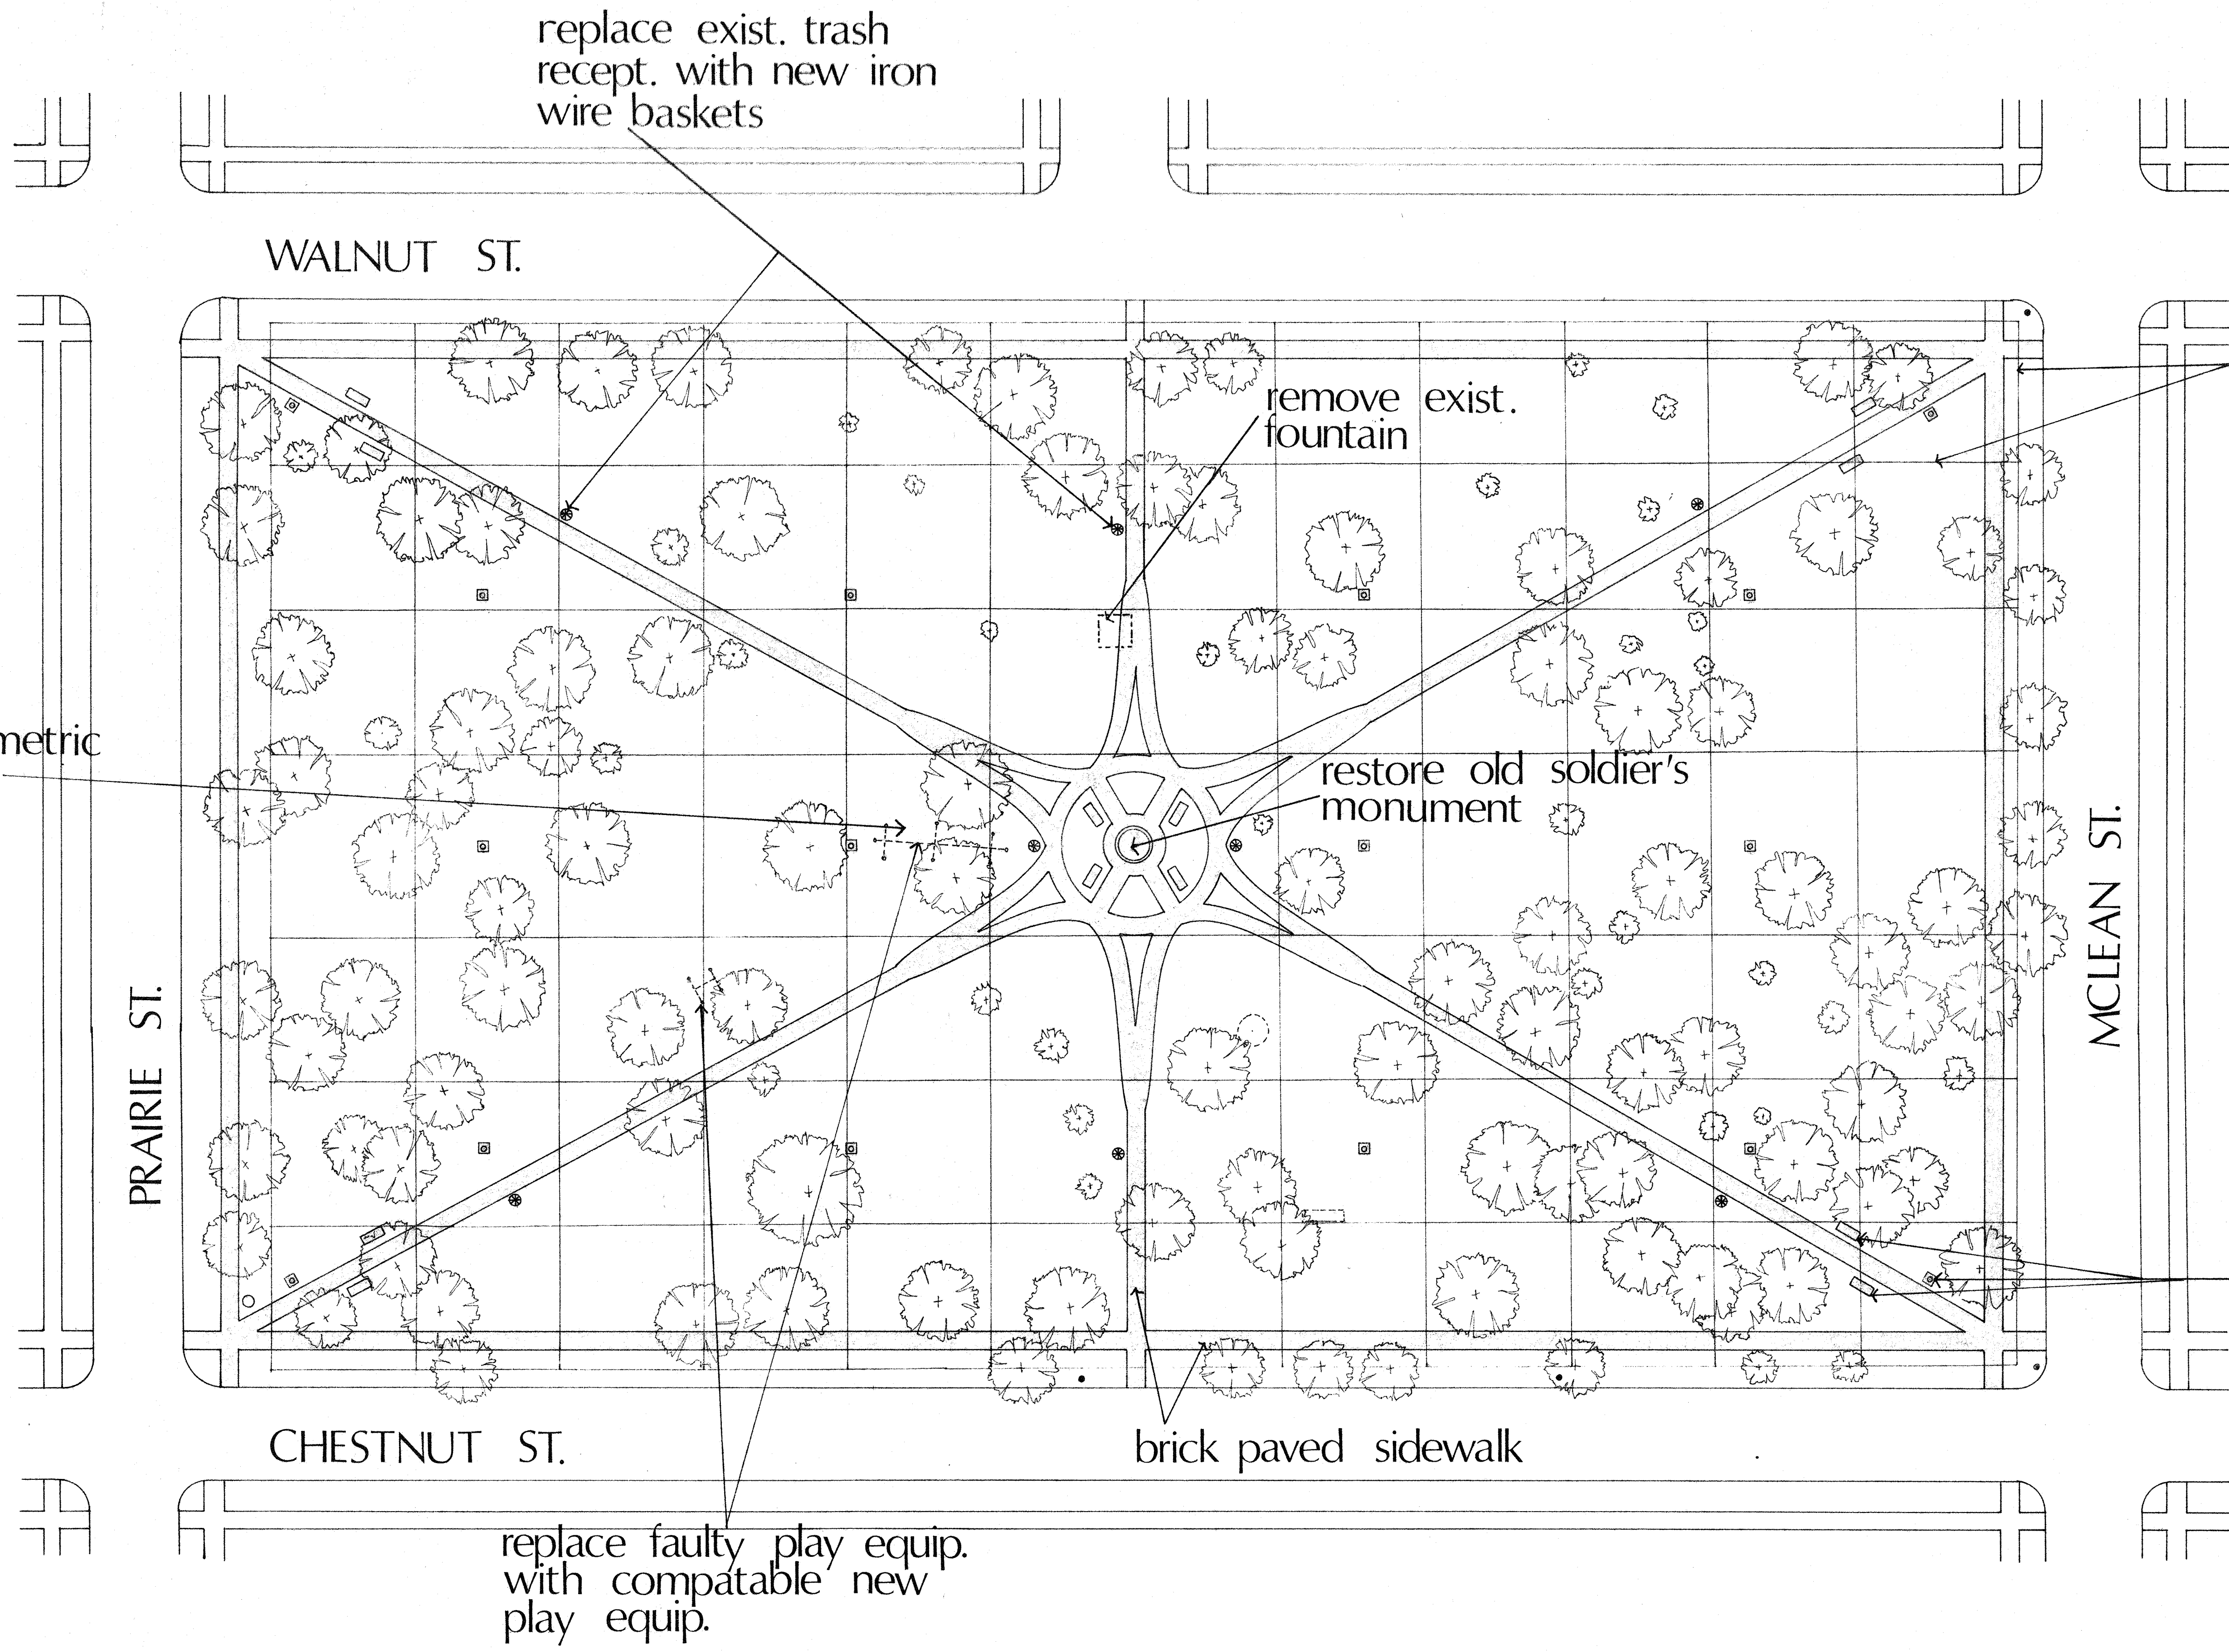 replace exist. trash
recept. with new iron
wire baskets
WALNUT ST.
remove exist.
fountain
metric
restore old soldier's
monument
MCLEAN ST.
PRAIRIE ST.
CHESTNUT ST.
brick paved sidewalk
replace faulty play equip.
with compatable new
play equip.